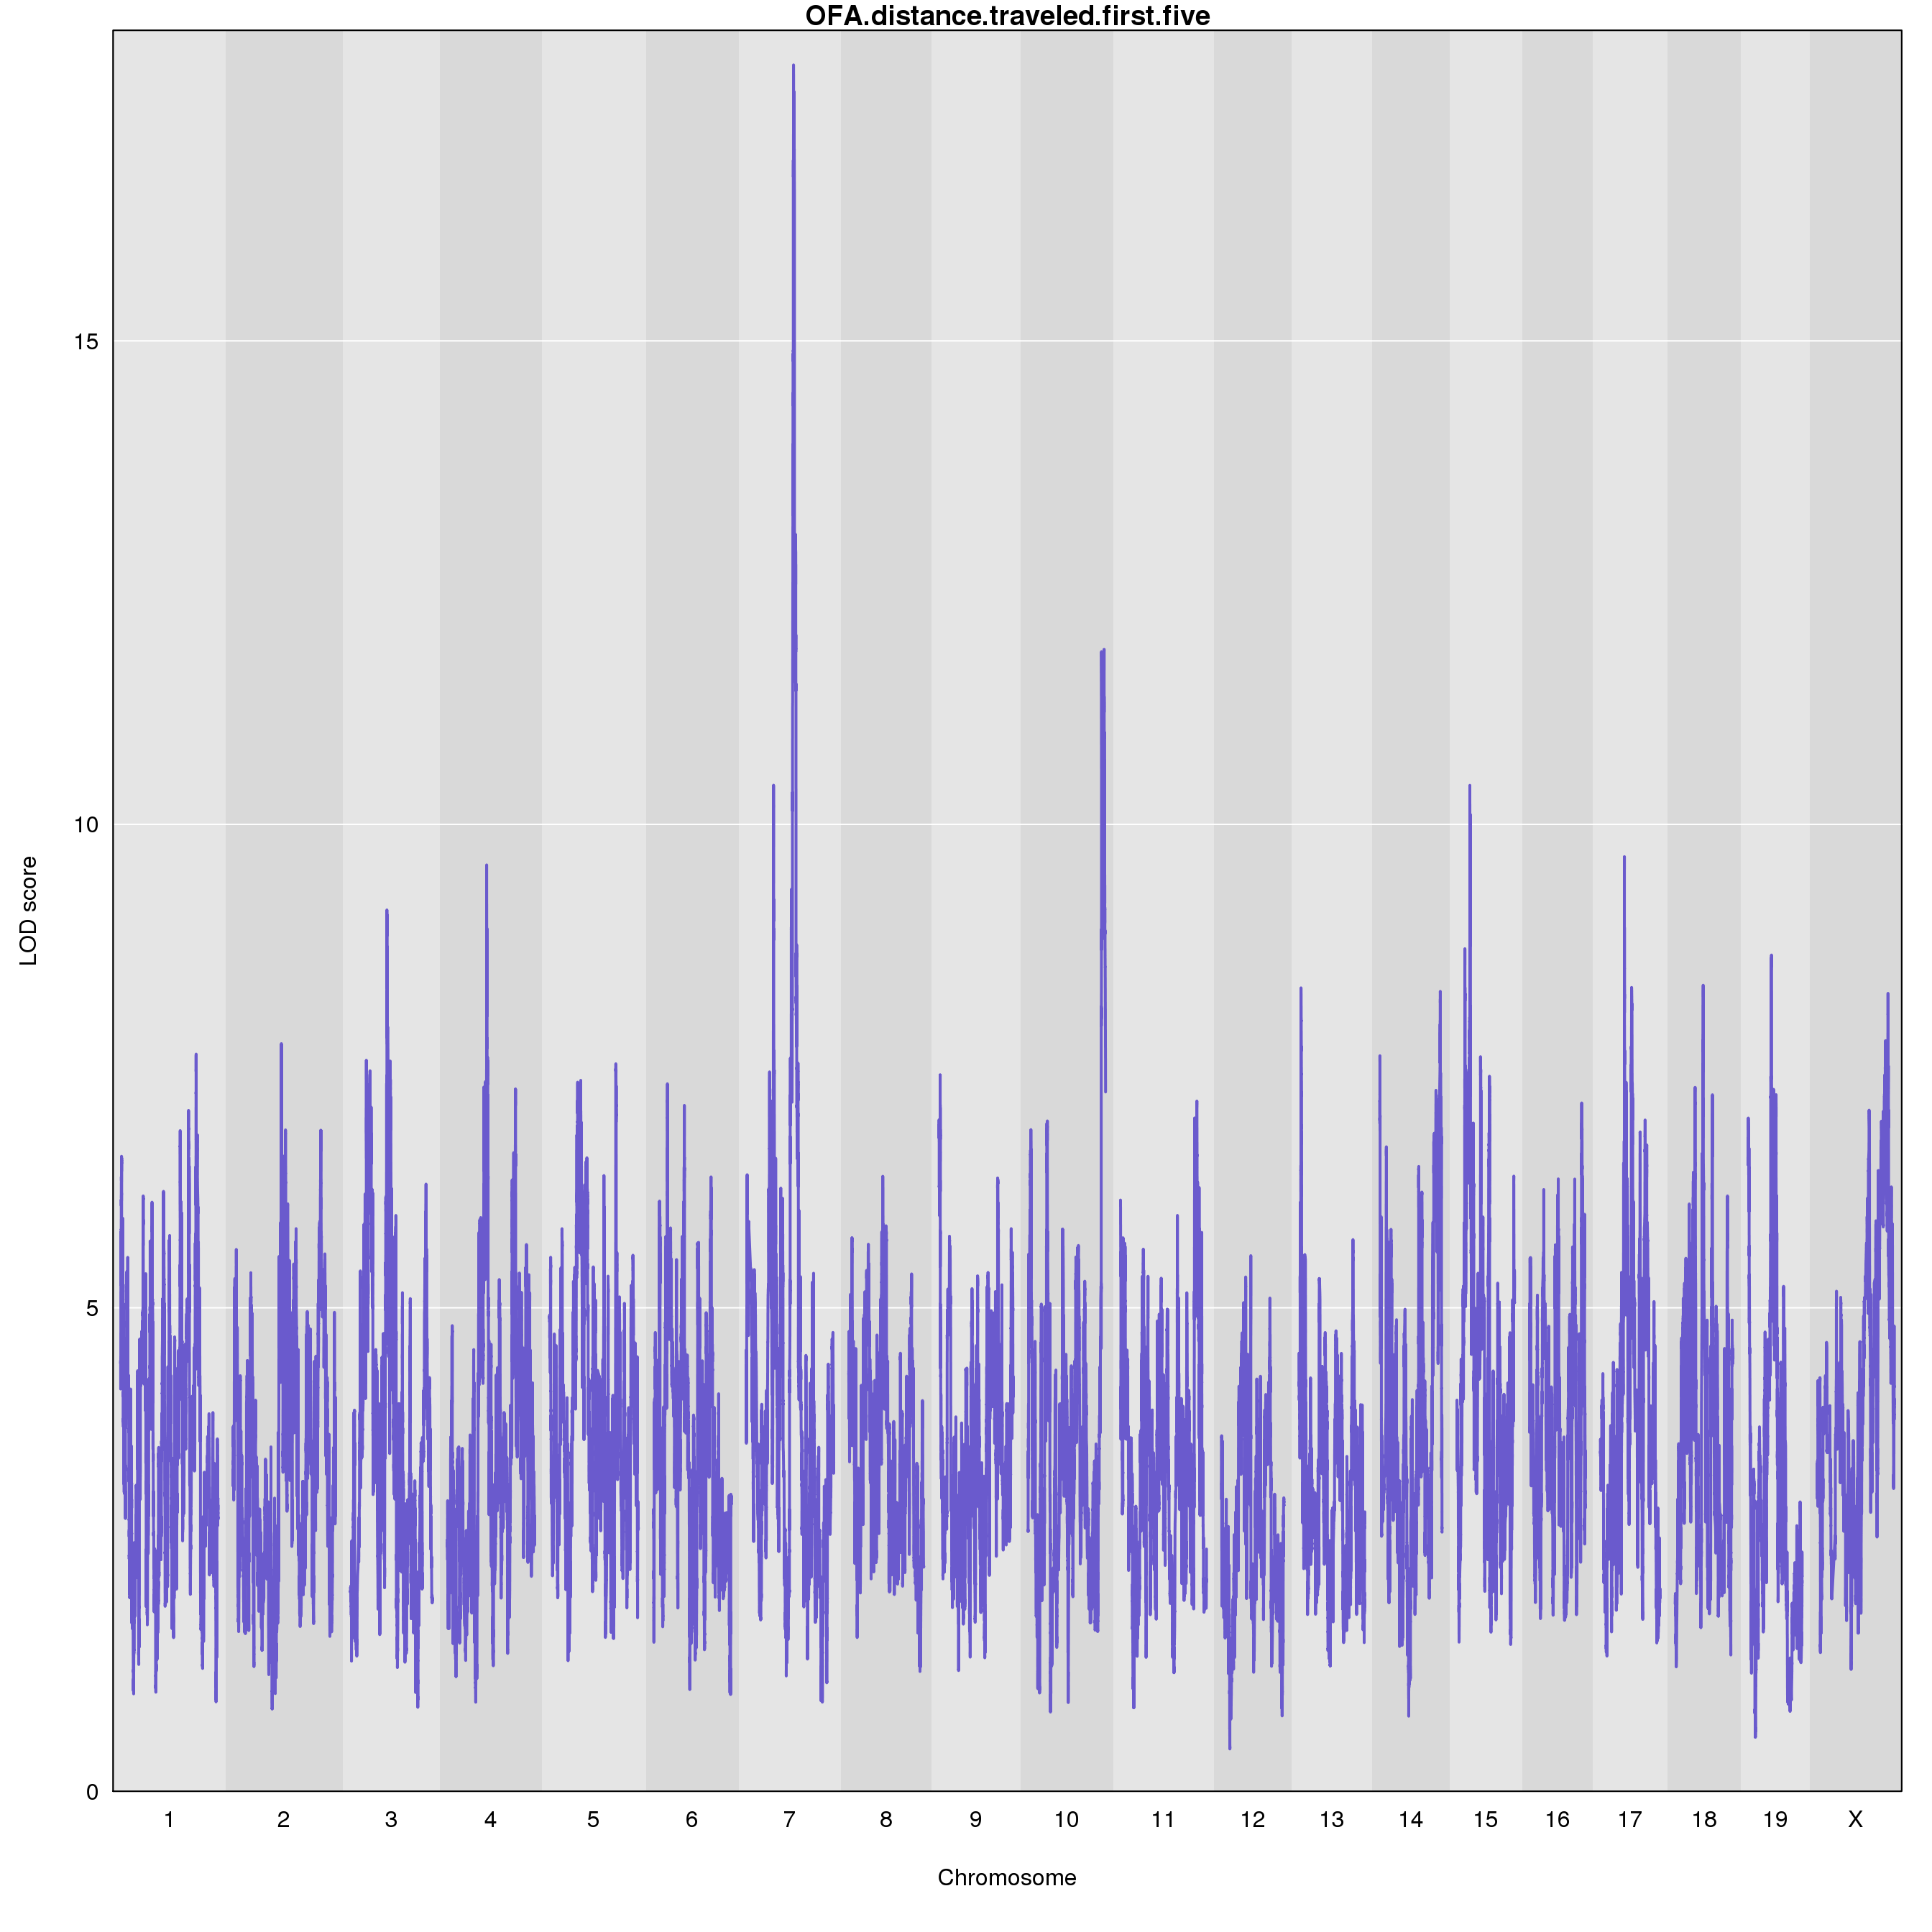 OFA.distance.traveled.first.five
15
10
5
0
LOD score
1 2 3 4 5 6 7 8 9 10 11 12 13 14 15 16 17 18 19 X
Chromosome